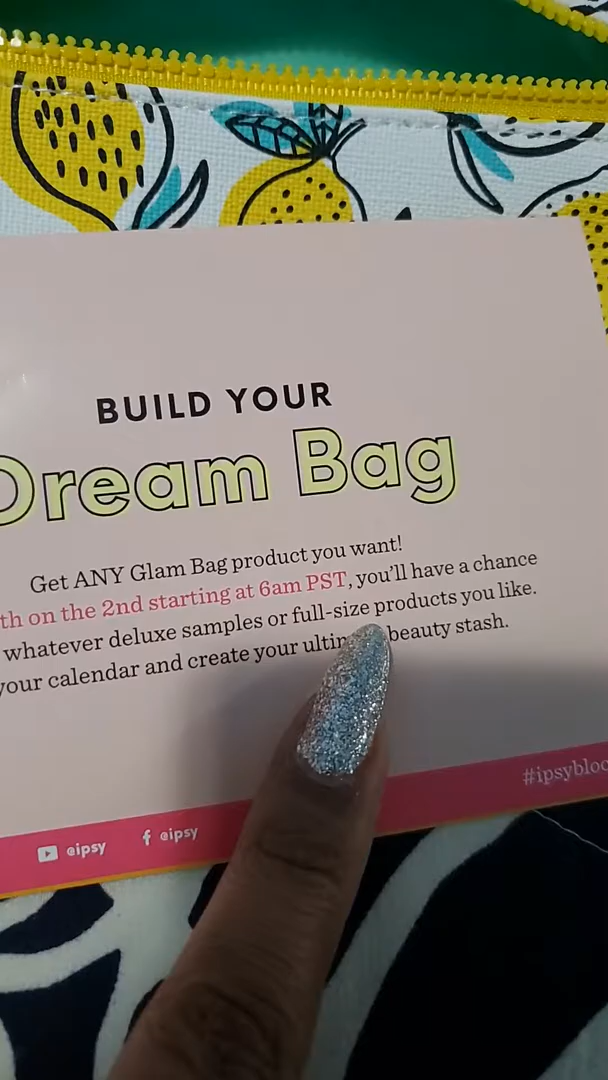 BUILD YOUR
Dream Bag
Get ANY Glam Bag product you want!
th on the 2nd starting at 6am PST, you'll have a chance
whatever deluxe samples or full-size products you like.
your calendar and create your beauty stash.
#ipsybloo
@ipsy @ipsy